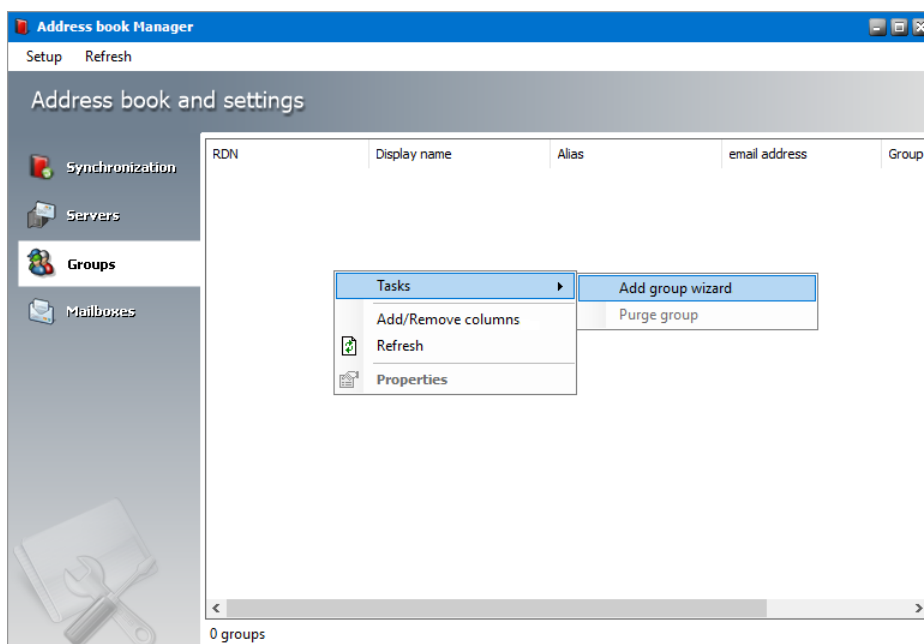 Address book Manager
Setup Refresh
Address book and settings
Synchronization
Servers
Groups
Mailboxes
RDN Display name Alias email address Group
Tasks
Add/Remove columns
Refresh
Properties
Add group wizard
Purge group
0 groups